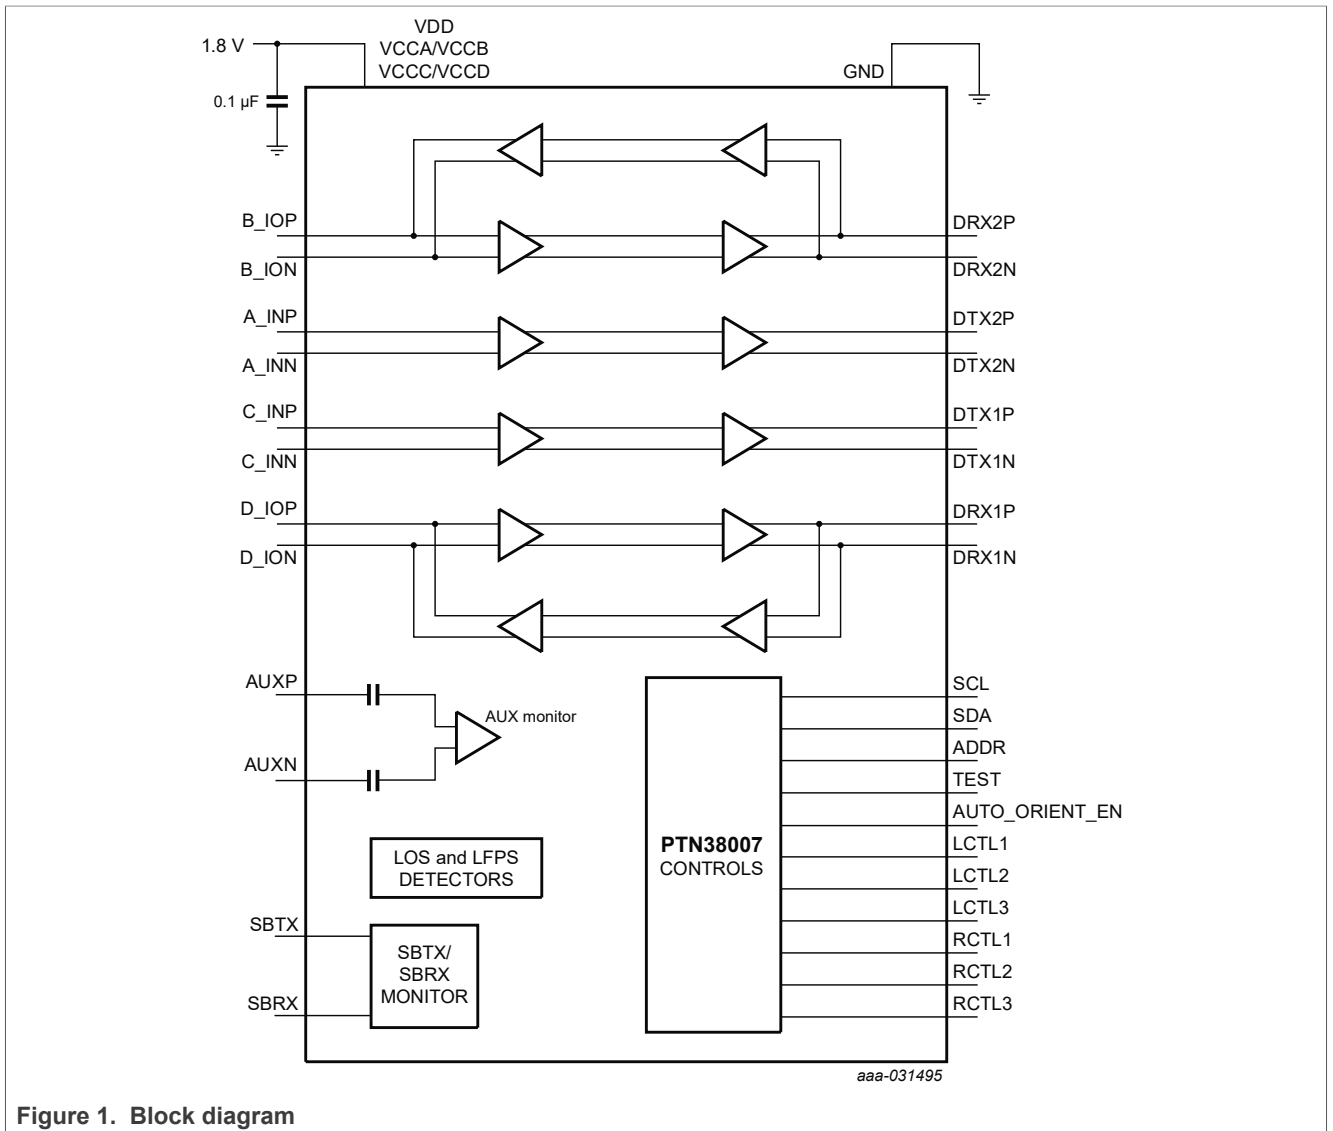 VDD
1.8 V
VCCA/VCCB
VCCC/VCCD
GND
0.1 µF
B_IOP
DRX2P
B_ION
DRX2N
A_INP
DTX2P
A_INN
DTX2N
C_INP
DTX1P
C_INN
DTX1N
D_IOP
DRX1P
D_ION
DRX1N
AUXP
AUX monitor
AUXN
LOS and LFPS
DETECTORS
SBTX
SBTX/
SBRX
MONITOR
SBRX
PTN38007
CONTROLS
SCL
SDA
ADDR
TEST
AUTO_ORIENT_EN
LCTL1
LCTL2
LCTL3
RCTL1
RCTL2
RCTL3
aaa-031495
Figure 1. Block diagram